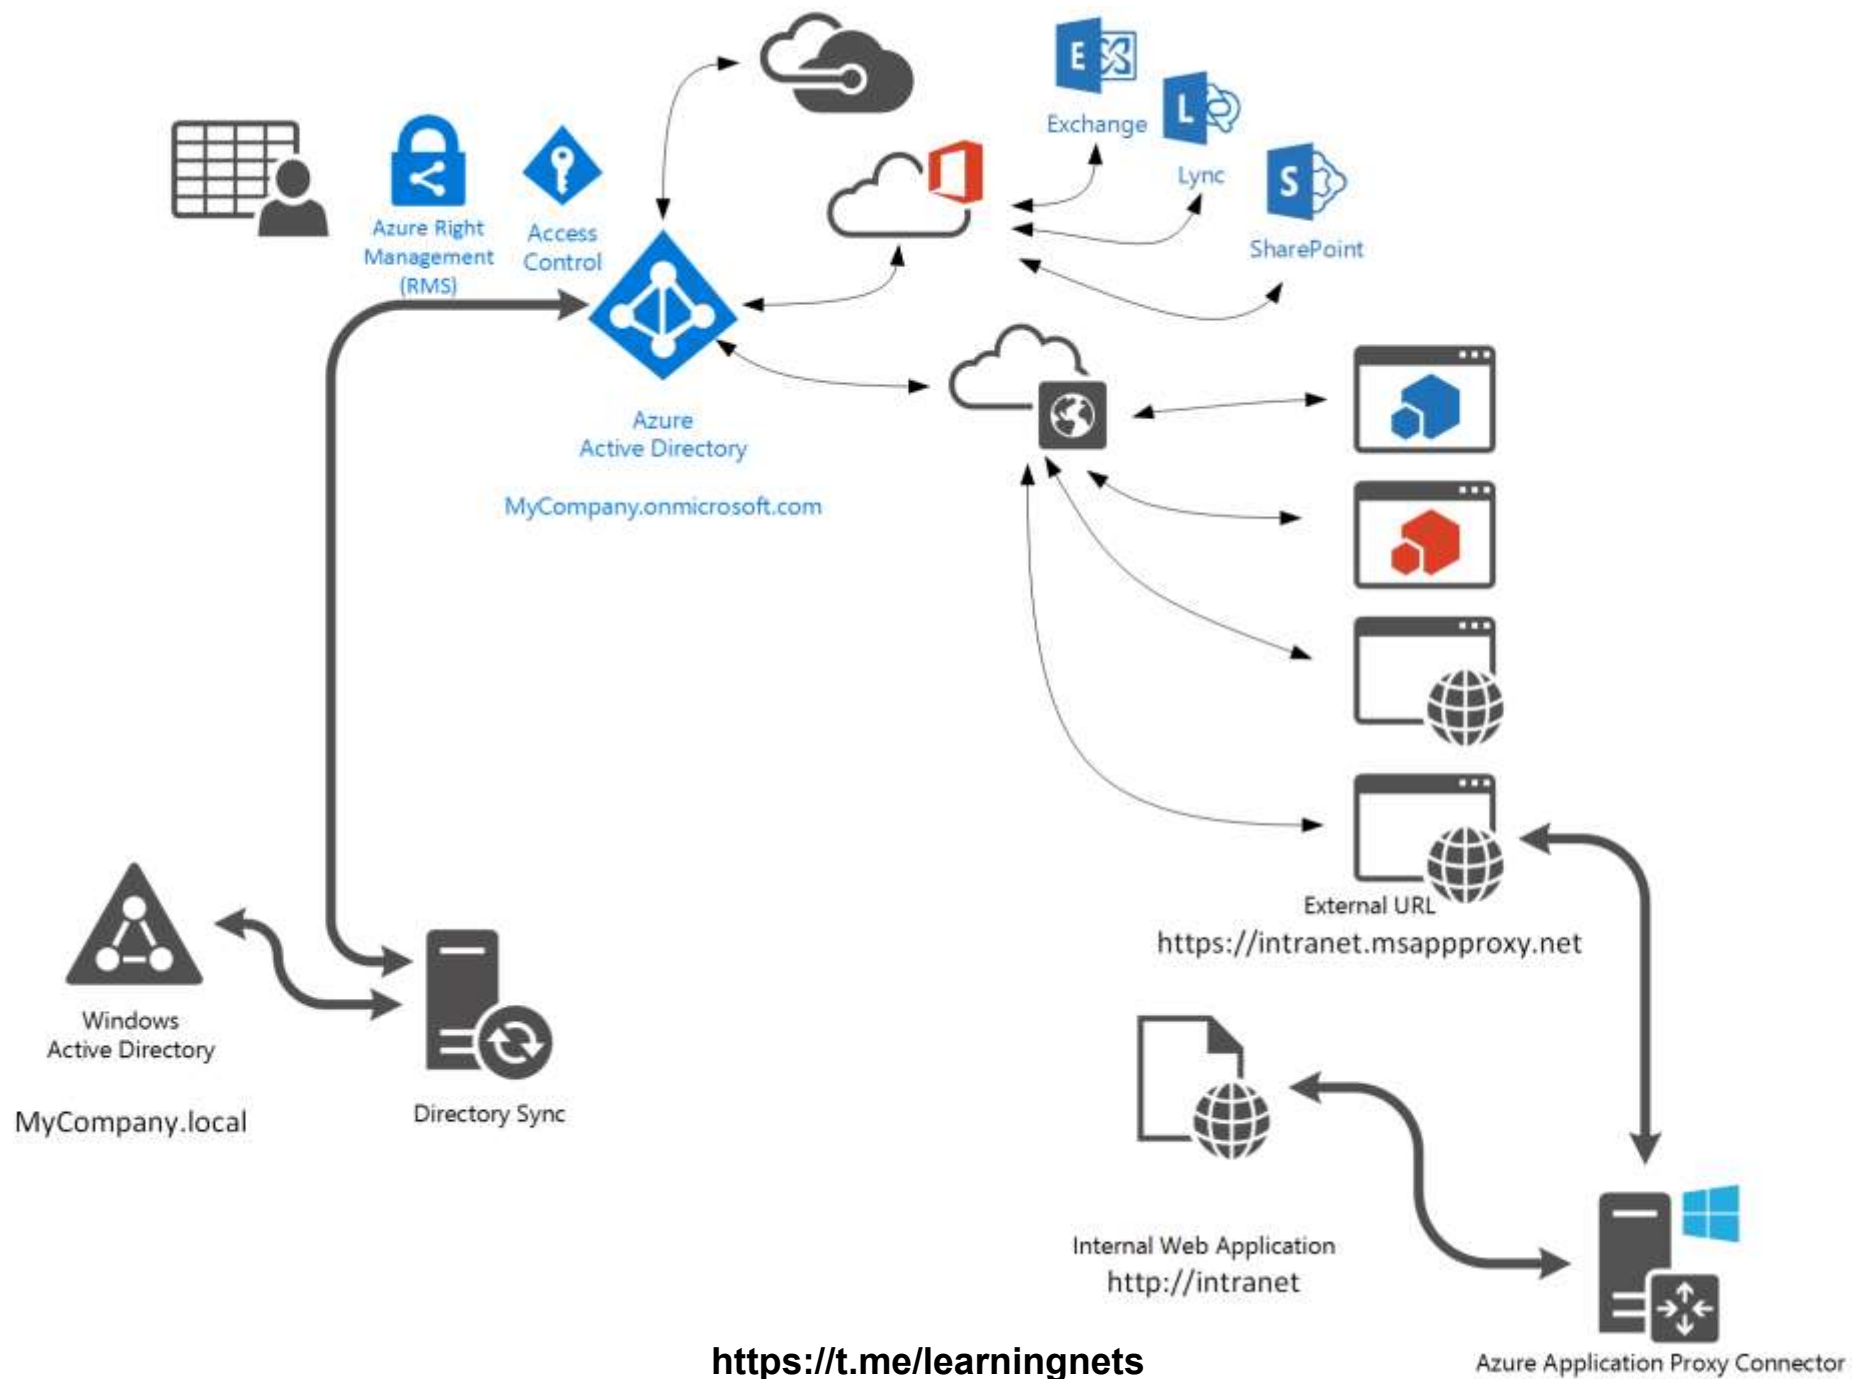 E
Exchange
L
Lync
S
SharePoint
Azure Right
Management
(RMS)
Access
Control
Azure
Active Directory
MyCompany.onmicrosoft.com
External URL
https://intranet.msappproxy.net
Windows
Active Directory
MyCompany.local
Directory Sync
Internal Web Application
http://intranet
Azure Application Proxy Connector
https://t.me/learningnets